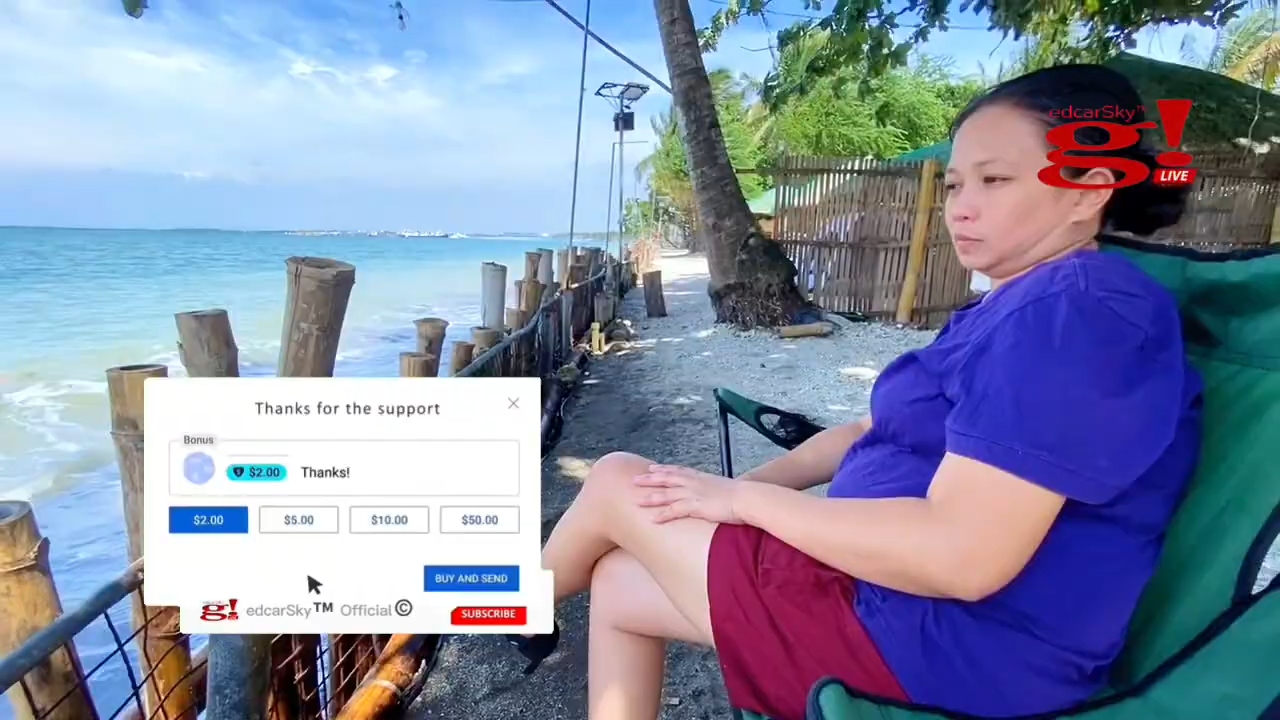 edcarSky™
g!
LIVE
Thanks for the support
Bonus
$2.00 Thanks!
$2.00 $5.00 $10.00 $50.00
BUY AND SEND
g! edcarSky™ Official© SUBSCRIBE